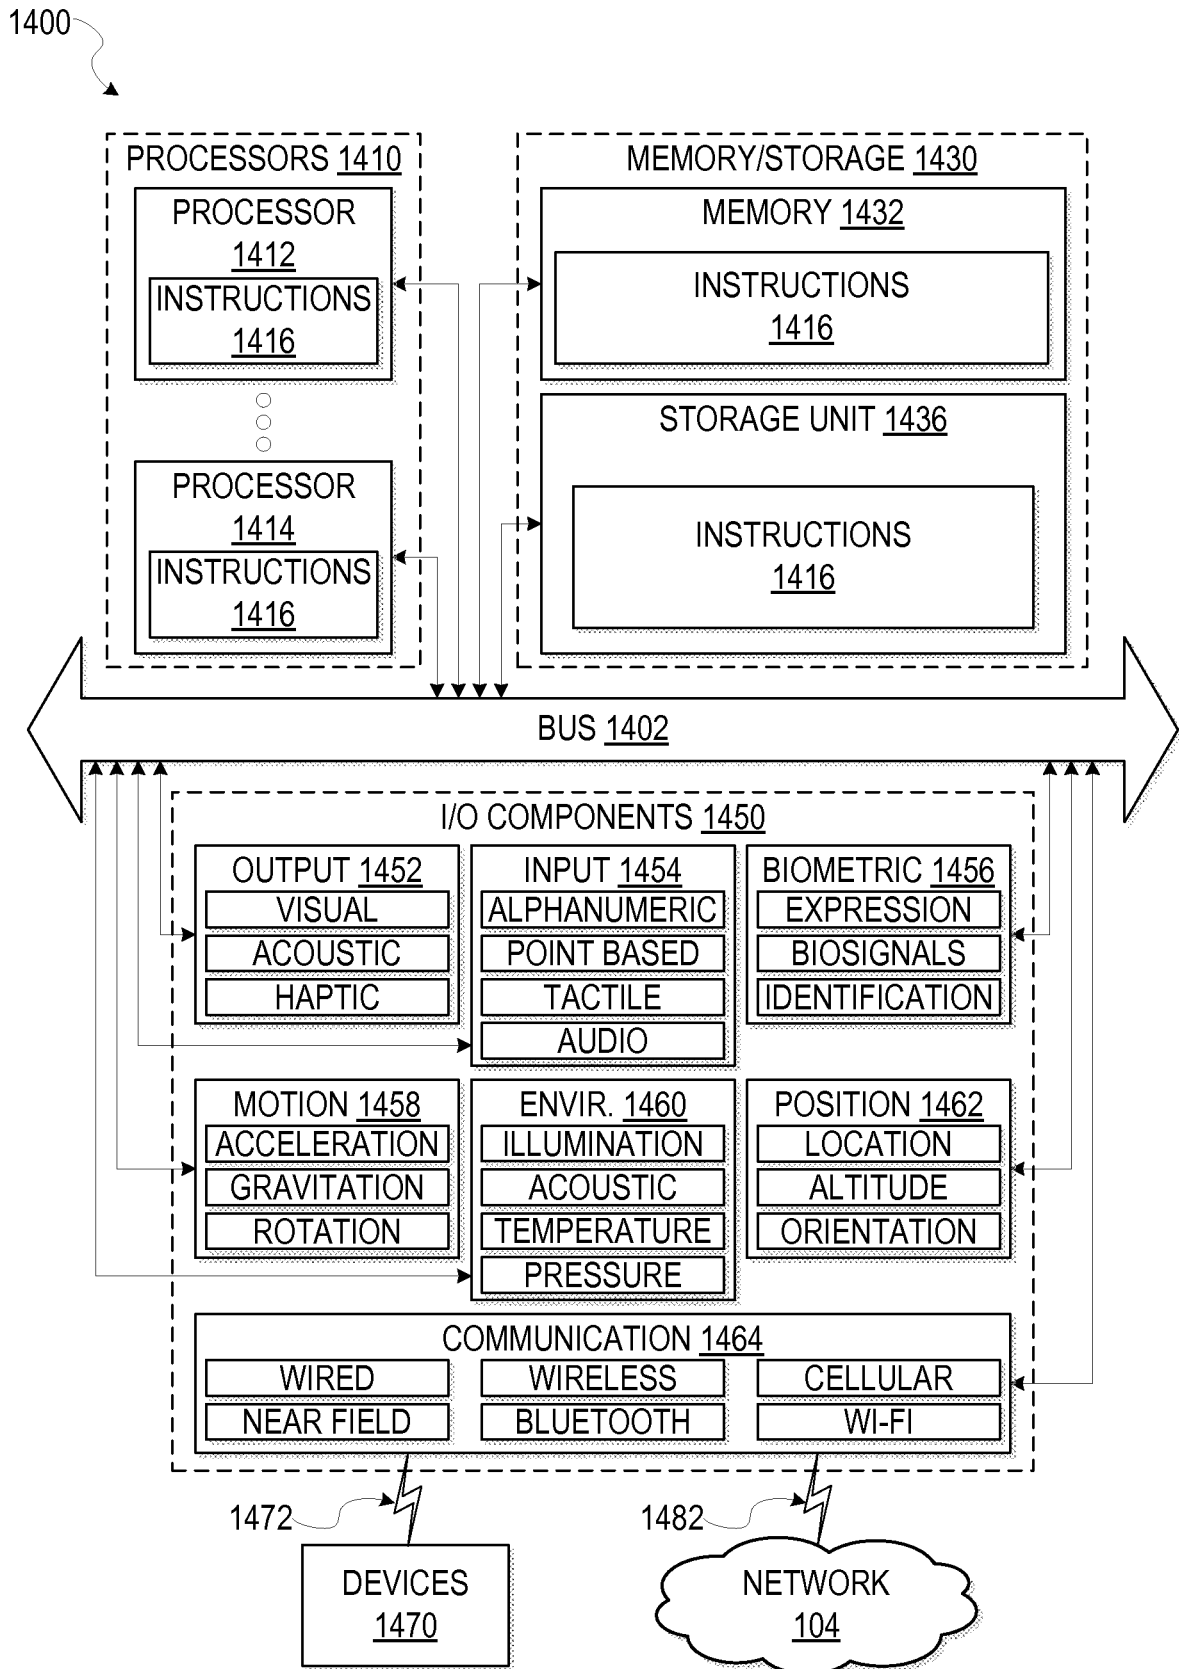 1400
PROCESSORS 1410
PROCESSOR
1412
INSTRUCTIONS
1416
PROCESSOR
1414
INSTRUCTIONS
1416
MEMORY/STORAGE 1430
MEMORY 1432
INSTRUCTIONS
1416
STORAGE UNIT 1436
INSTRUCTIONS
1416
BUS 1402
I/O COMPONENTS 1450
OUTPUT 1452
VISUAL
ACOUSTIC
HAPTIC
INPUT 1454
ALPHANUMERIC
POINT BASED
TACTILE
AUDIO
BIOMETRIC 1456
EXPRESSION
BIOSIGNALS
IDENTIFICATION
MOTION 1458
ACCELERATION
GRAVITATION
ROTATION
ENVIR. 1460
ILLUMINATION
ACOUSTIC
TEMPERATURE
PRESSURE
POSITION 1462
LOCATION
ALTITUDE
ORIENTATION
COMMUNICATION 1464
WIRED
WIRELESS
CELLULAR
NEAR FIELD
BLUETOOTH
WI-FI
1472
1482
DEVICES
1470
NETWORK
104